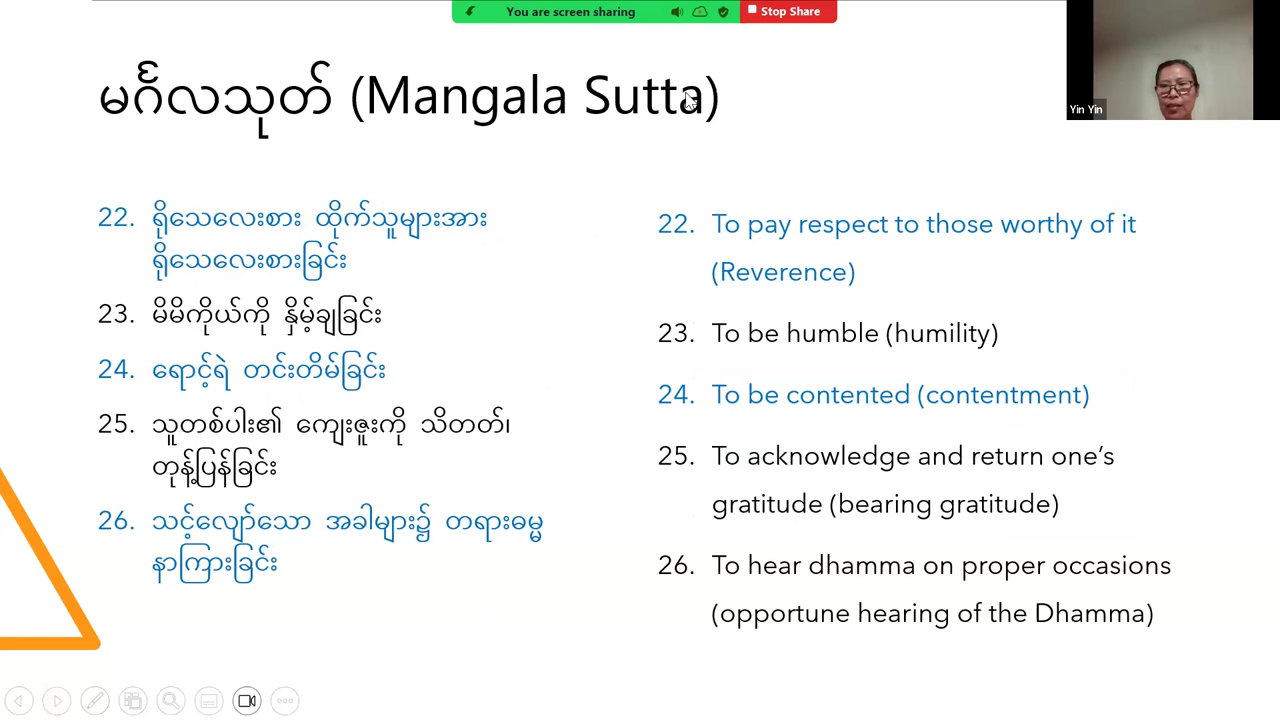 You are screen sharing
Stop Share
Yin Yin
မင်္ဂလသုတ် (Mangala Sutta)
22. ရိုသေလေးစား ထိုက်သူများအား
ရိုသေလေးစားခြင်း
23. မိမိကိုယ်ကို နှိမ့်ချခြင်း
24. ရောင့်ရဲ တင်းတိမ်ခြင်း
25. သူတစ်ပါး၏ ကျေးဇူးကို သိတတ်၊
တုန့်ပြန်ခြင်း
26. သင့်လျော်သော အခါများ၌ တရားဓမ္မ
နာကြားခြင်း
22. To pay respect to those worthy of it
(Reverence)
23. To be humble (humility)
24. To be contented (contentment)
25. To acknowledge and return one’s
gratitude (bearing gratitude)
26. To hear dhamma on proper occasions
(opportune hearing of the Dhamma)